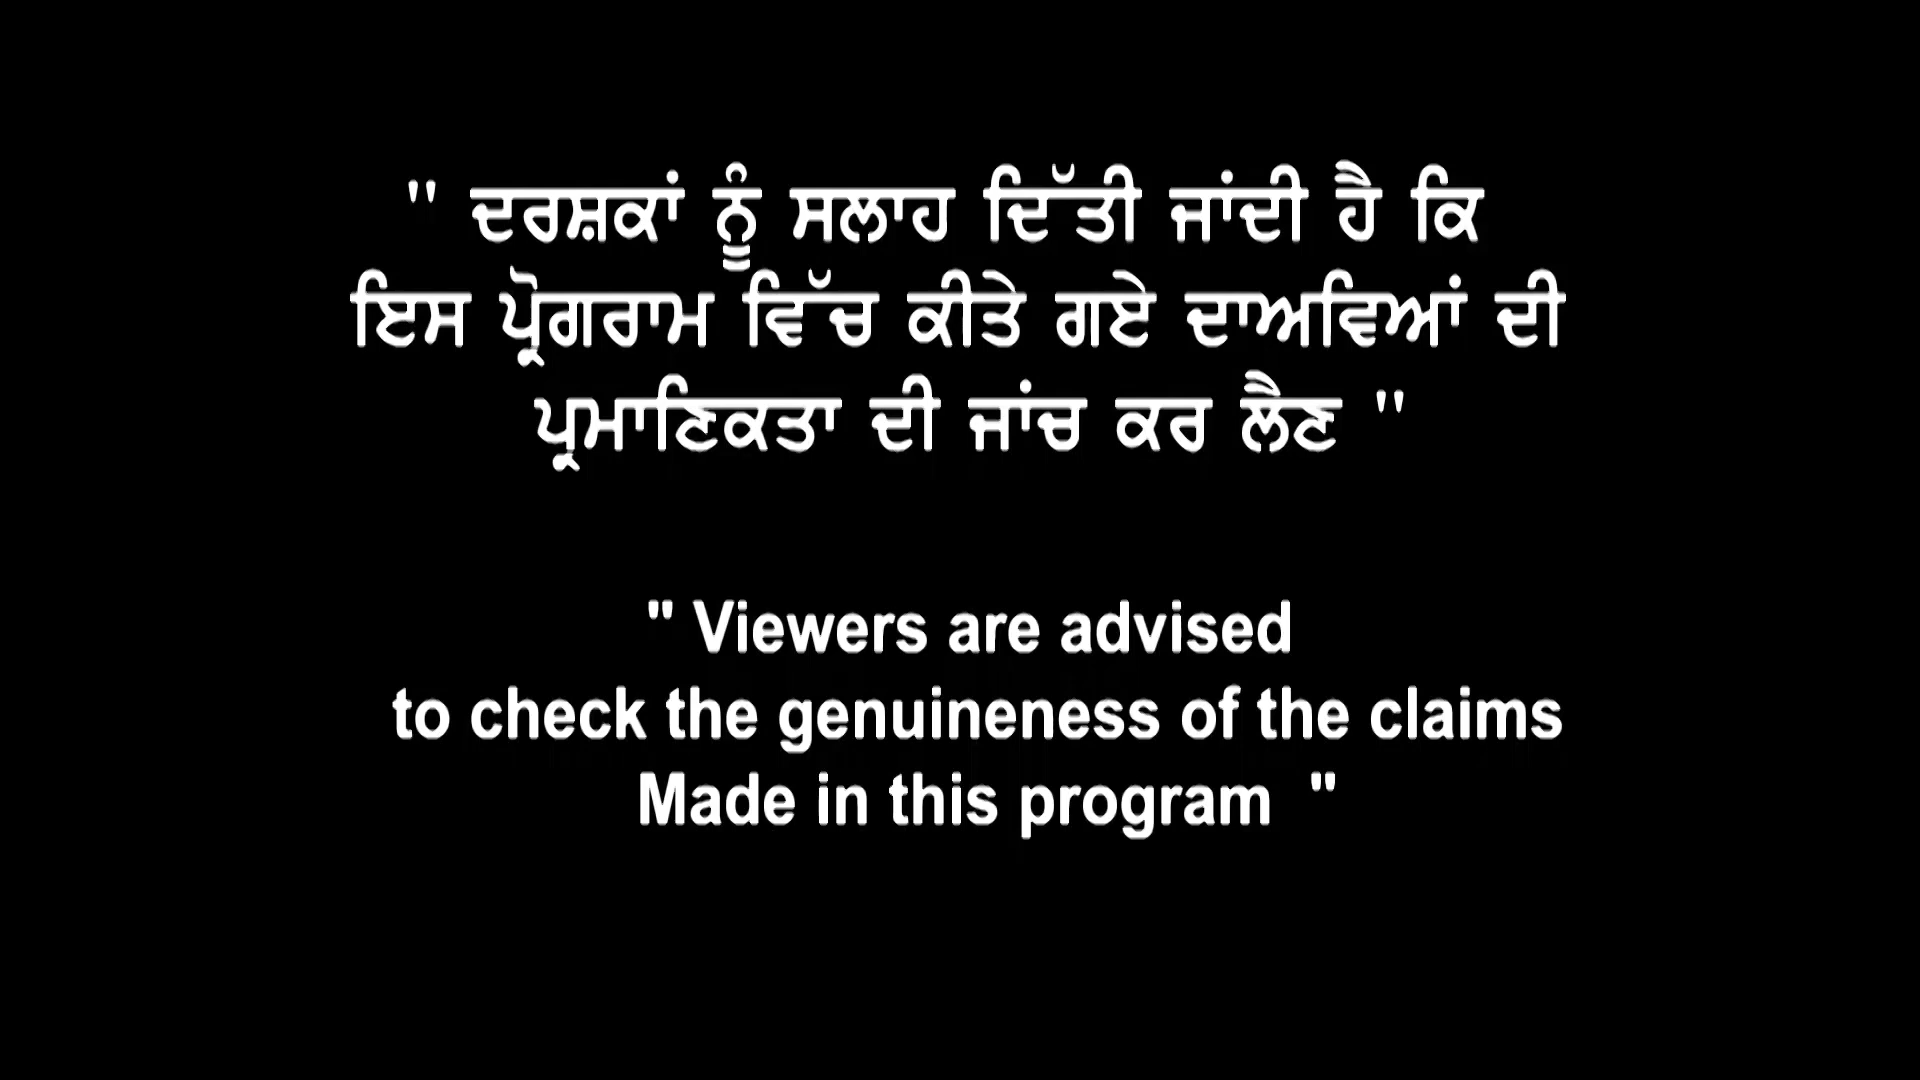 " ਦਰਸ਼ਕਾਂ ਨੂੰ ਸਲਾਹ ਦਿੱਤੀ ਜਾਂਦੀ ਹੈ ਕਿ
ਇਸ ਪ੍ਰੋਗਰਾਮ ਵਿੱਚ ਕੀਤੇ ਗਏ ਦਾਅਵਿਆਂ ਦੀ
ਪ੍ਰਮਾਣਿਕਤਾ ਦੀ ਜਾਂਚ ਕਰ ਲੈਣ "
" Viewers are advised
to check the genuineness of the claims
Made in this program "